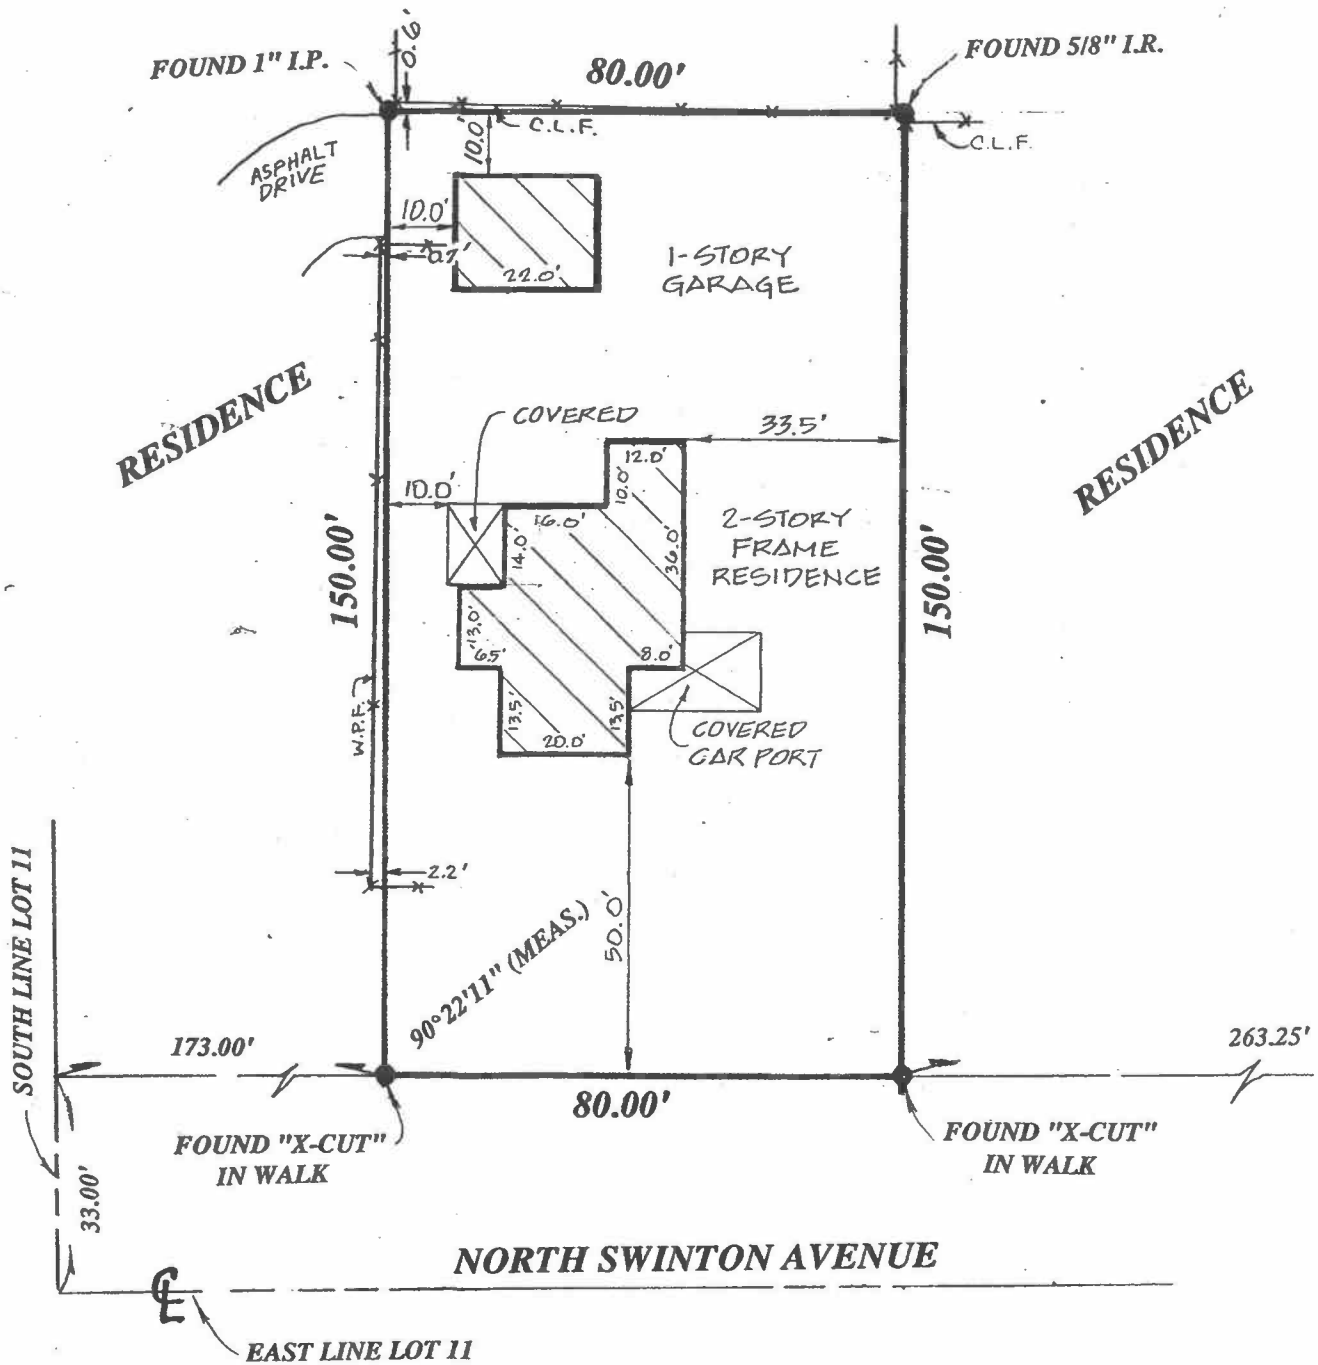 0.6'
FOUND 1" I.P.
80.00'
FOUND 5/8" I.R.
C.L.F.
C.L.F.
10.0'
ASPHALT
DRIVE
10.0'
22.0'
1-STORY
GARAGE
RESIDENCE
COVERED
33.5'
RESIDENCE
12.0'
10.0'
10.0'
16.0'
14.0'
36.0'
2-STORY
FRAME
RESIDENCE
150.00'
150.00'
13.0'
6.5'
8.0'
13.5'
13.5'
20.0'
W.P.F.
COVERED
CAR PORT
2.2'
50.0'
90°22'11" (MEAS.)
SOUTH LINE LOT 11
173.00'
263.25'
80.00'
FOUND "X-CUT"
IN WALK
FOUND "X-CUT"
IN WALK
33.00'
NORTH SWINTON AVENUE
CL
EAST LINE LOT 11